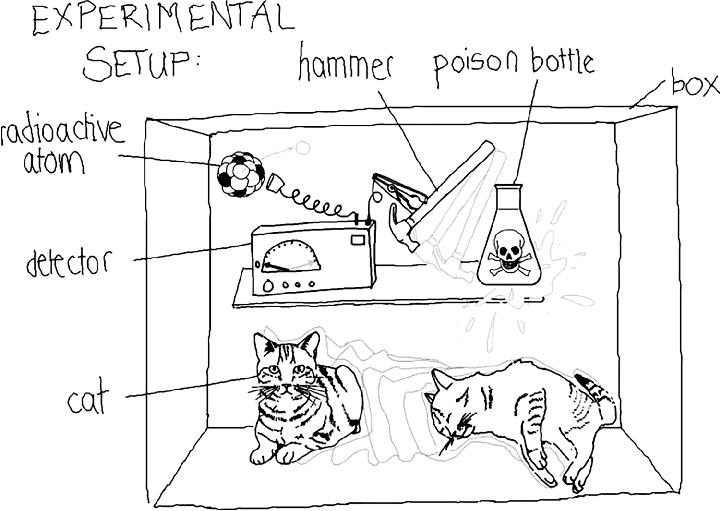 EXPERIMENTAL
SETUP:
hammer
poison bottle
box
radioactive
atom
detector
cat